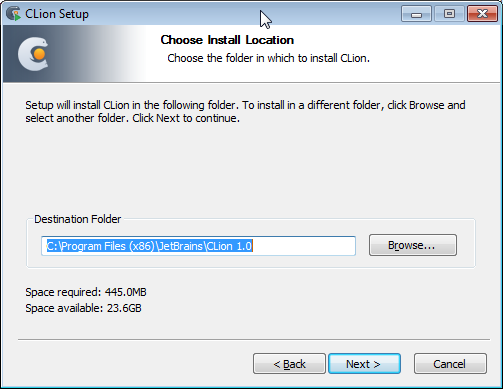 CLion Setup
Choose Install Location
Choose the folder in which to install CLion.
Setup will install CLion in the following folder. To install in a different folder, click Browse and
select another folder. Click Next to continue.
Destination Folder
C:\Program Files (x86)\JetBrains\CLion 1.0
Browse...
Space required: 445.0MB
Space available: 23.6GB
< Back
Next >
Cancel